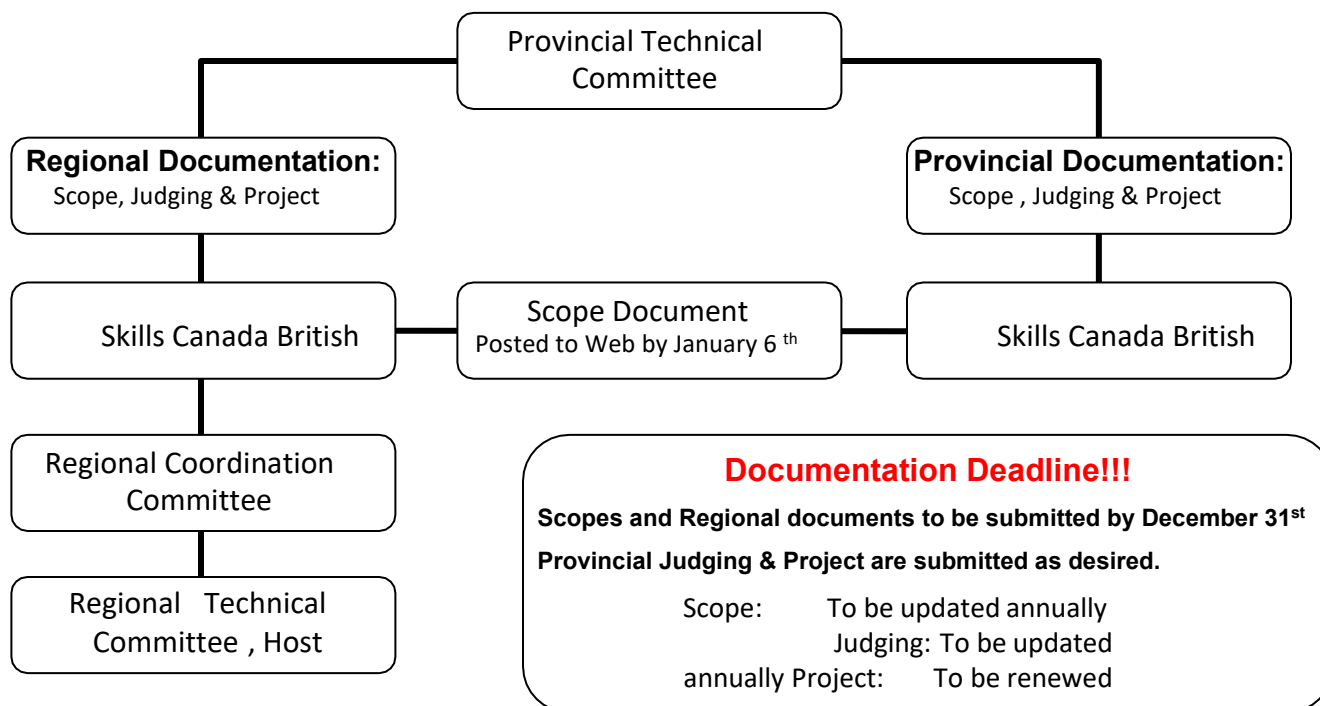 Provincial Technical
Committee
Regional Documentation:
Scope, Judging & Project
Provincial Documentation:
Scope , Judging & Project
Skills Canada British
Scope Document
Posted to Web by January 6 th
Skills Canada British
Regional Coordination
Committee
Regional Technical
Committee , Host
Documentation Deadline!!!
Scopes and Regional documents to be submitted by December 31st
Provincial Judging & Project are submitted as desired.
Scope: To be updated annually
Judging: To be updated
annually Project: To be renewed